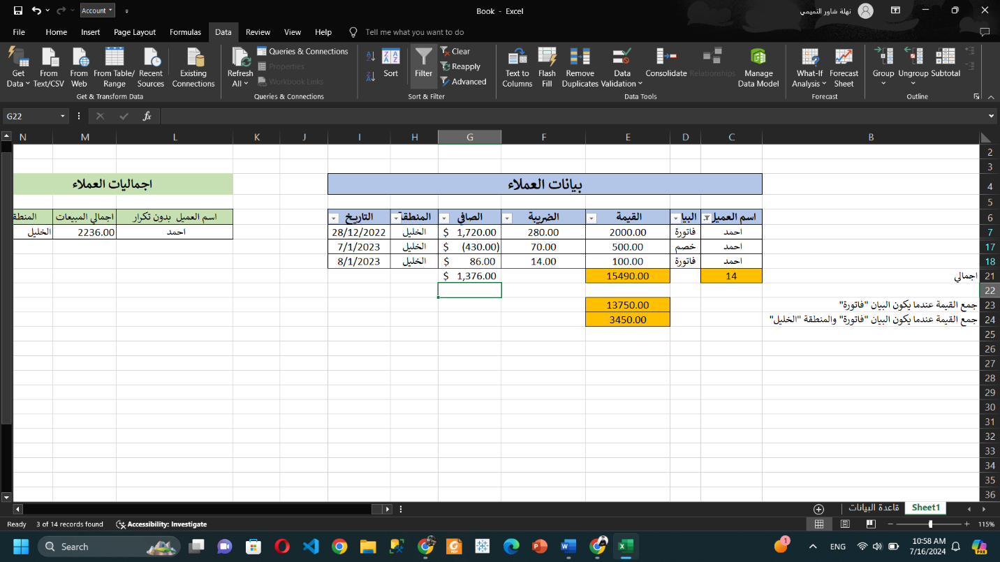 Account
Book - Excel
نهلة شاور التميمي
File Home Insert Page Layout Formulas Data Review View Help Tell me what you want to do
Get Data From Text/CSV From Web From Table/ Range Recent Sources Existing Connections
Get & Transform Data
Refresh All Queries & Connections
Properties
Workbook Links
Queries & Connections
Sort Filter Clear
Reapply
Advanced
Sort & Filter
Text to Columns Flash Fill Remove Duplicates Data Validation Consolidate Relationships Manage Data Model
Data Tools
What-If Analysis Forecast Sheet
Forecast
Group Ungroup Subtotal
Outline
G22 fx
N M L K J I H G F E D C B
2
3
4 بيانات العملاء اجماليات العملاء
5
6 اسم العميل البيا القيمة الضريبة الصافي المنطقة التاريخ اسم العميل بدون تكرار اجمالي المبيعات المنطقة
7 احمد فاتورة 2000.00 280.00 $ 1,720.00 الخليل 28/12/2022 احمد 2236.00 الخليل
17 احمد خصم 500.00 70.00 $ (430.00) الخليل 7/1/2023
18 احمد فاتورة 100.00 14.00 $ 86.00 الخليل 8/1/2023
21 اجمالي 14 15490.00 $ 1,376.00
22
23 جمع القيمة عندما يكون البيان "فاتورة" 13750.00
24 جمع القيمة عندما يكون البيان "فاتورة" والمنطقة "الخليل" 3450.00
25
26
27
28
29
30
31
32
33
34
35
36
Sheet1 قاعدة البيانات
Ready 3 of 14 records found Accessibility: Investigate 115%
Search
1
ENG 10:58 AM
7/16/2024
PRE